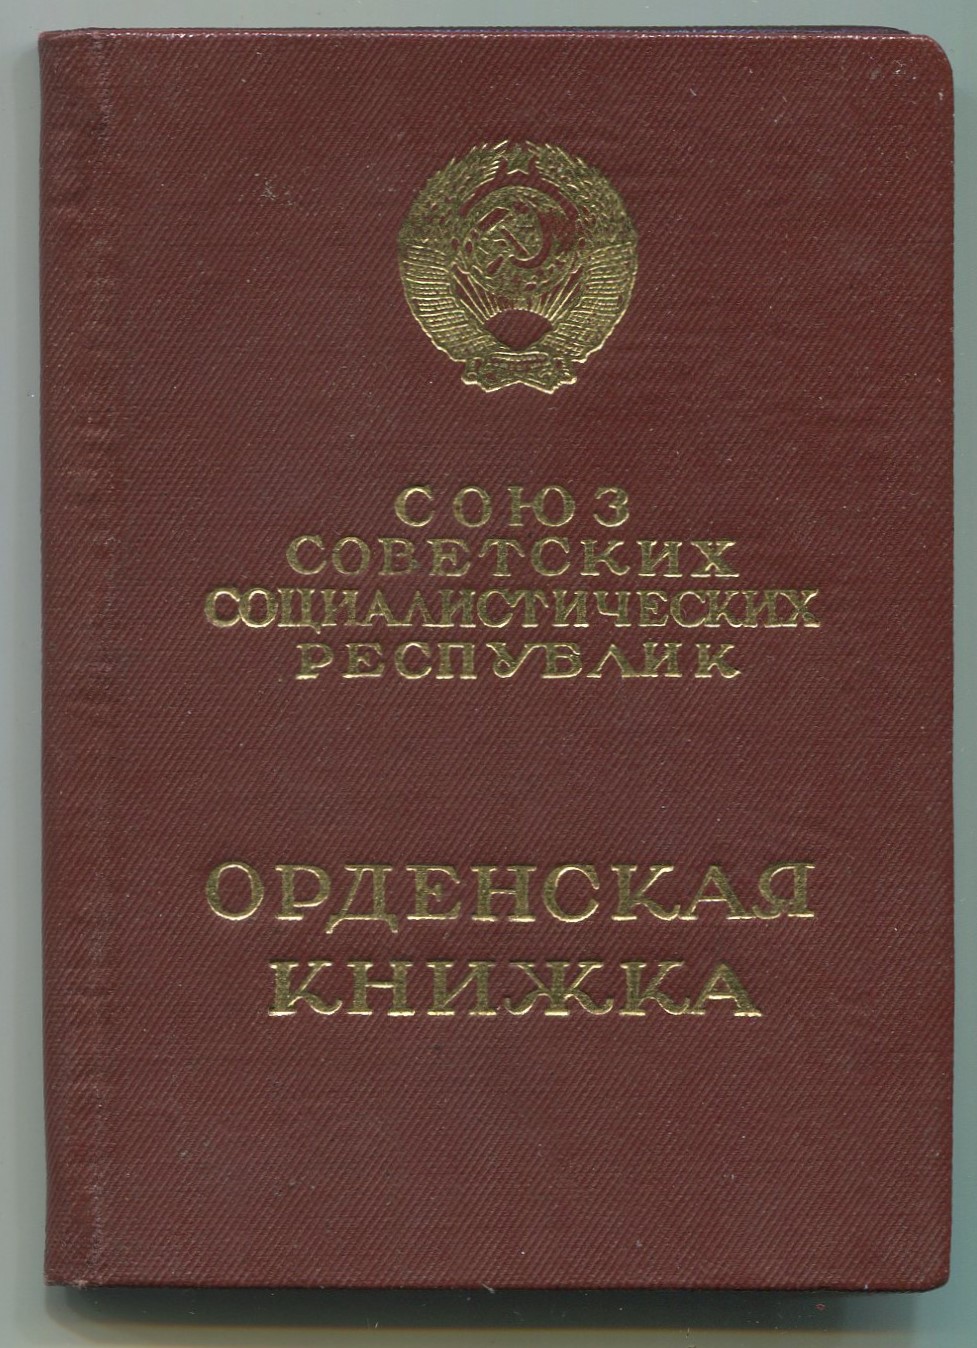 СОЮЗ
СОВЕТСКИХ
СОЦИАЛИСТИЧЕСКИХ
РЕСПУБЛИК
ОРДЕНСКАЯ
КНИЖКА